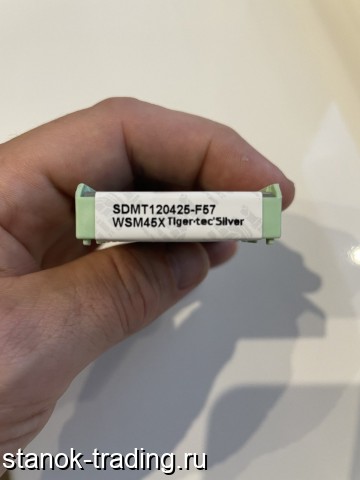 SDMT120425-F57
WSM45X Tiger·tec®Silver
stanok-trading.ru